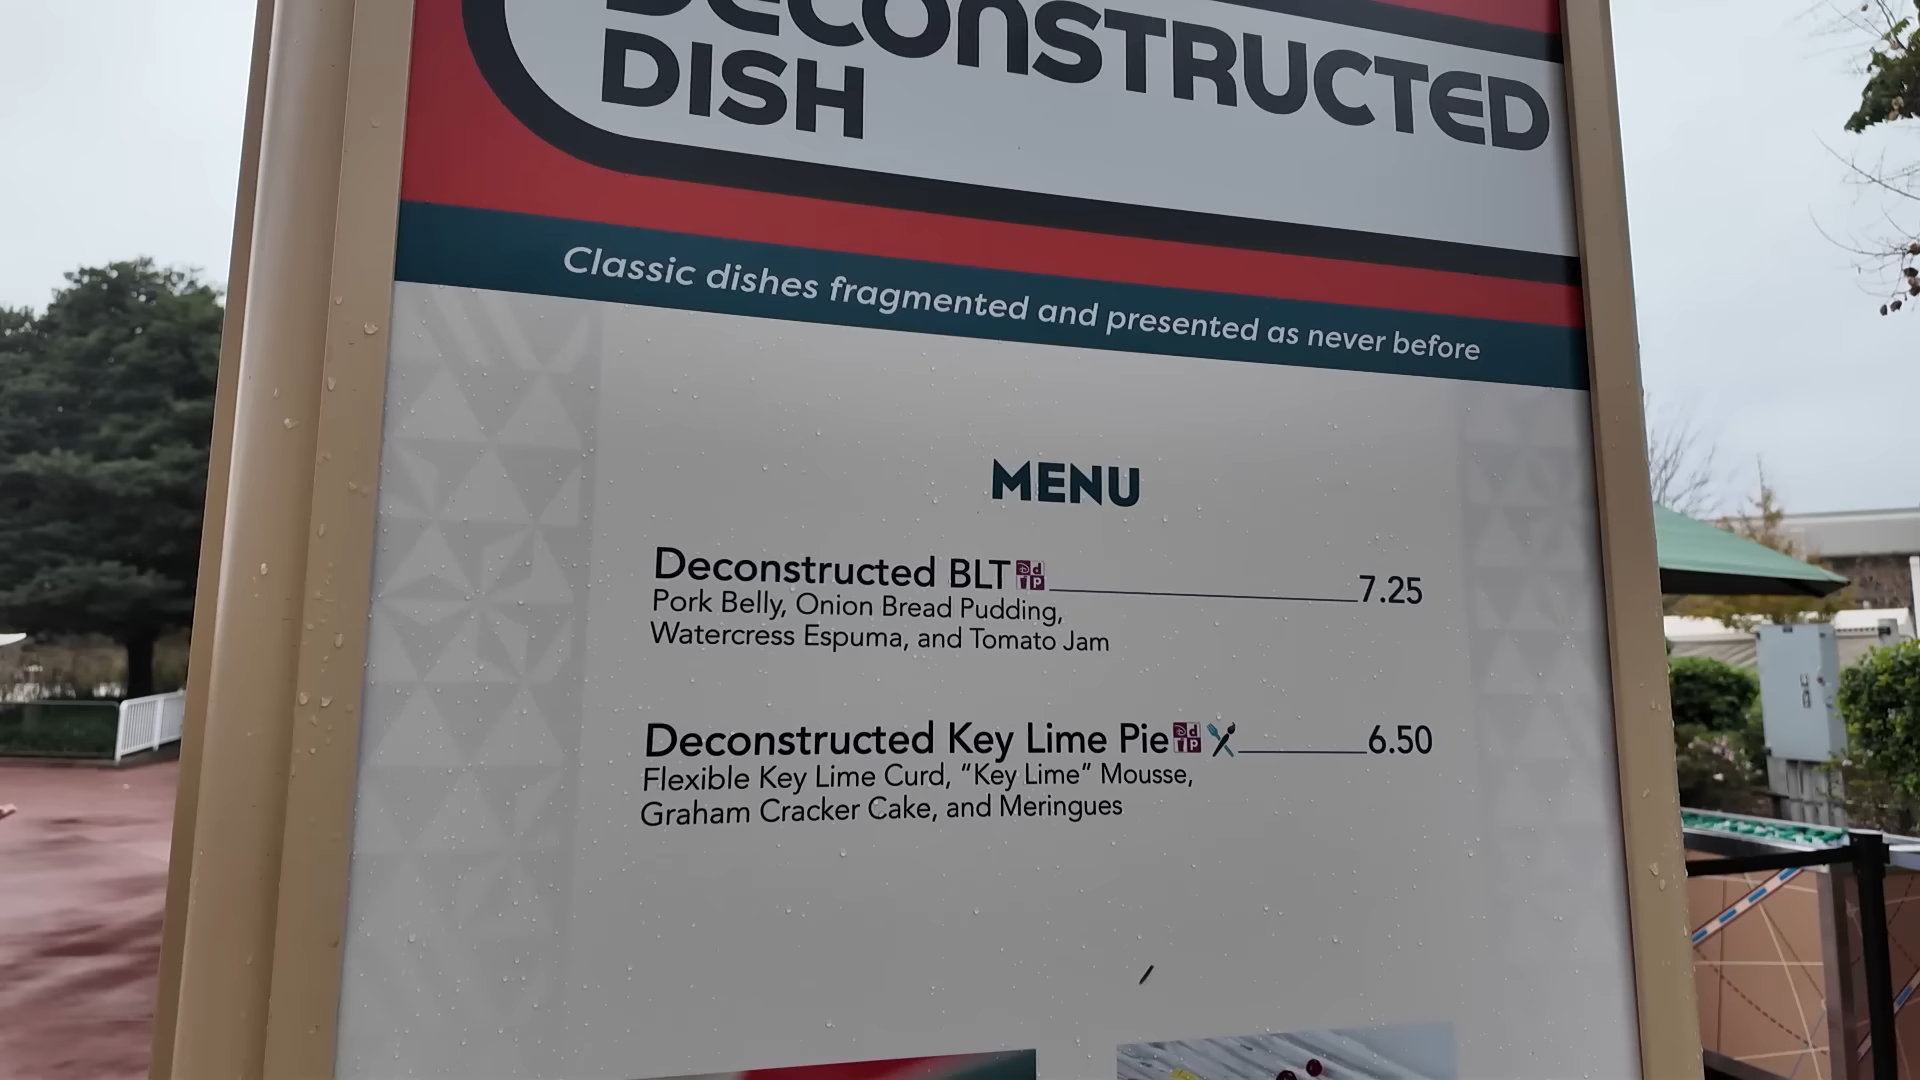 DECONSTRUCTED
DISH
Classic dishes fragmented and presented as never before
MENU
Deconstructed BLT 7.25
Pork Belly, Onion Bread Pudding,
Watercress Espuma, and Tomato Jam
Deconstructed Key Lime Pie 6.50
Flexible Key Lime Curd, “Key Lime” Mousse,
Graham Cracker Cake, and Meringues